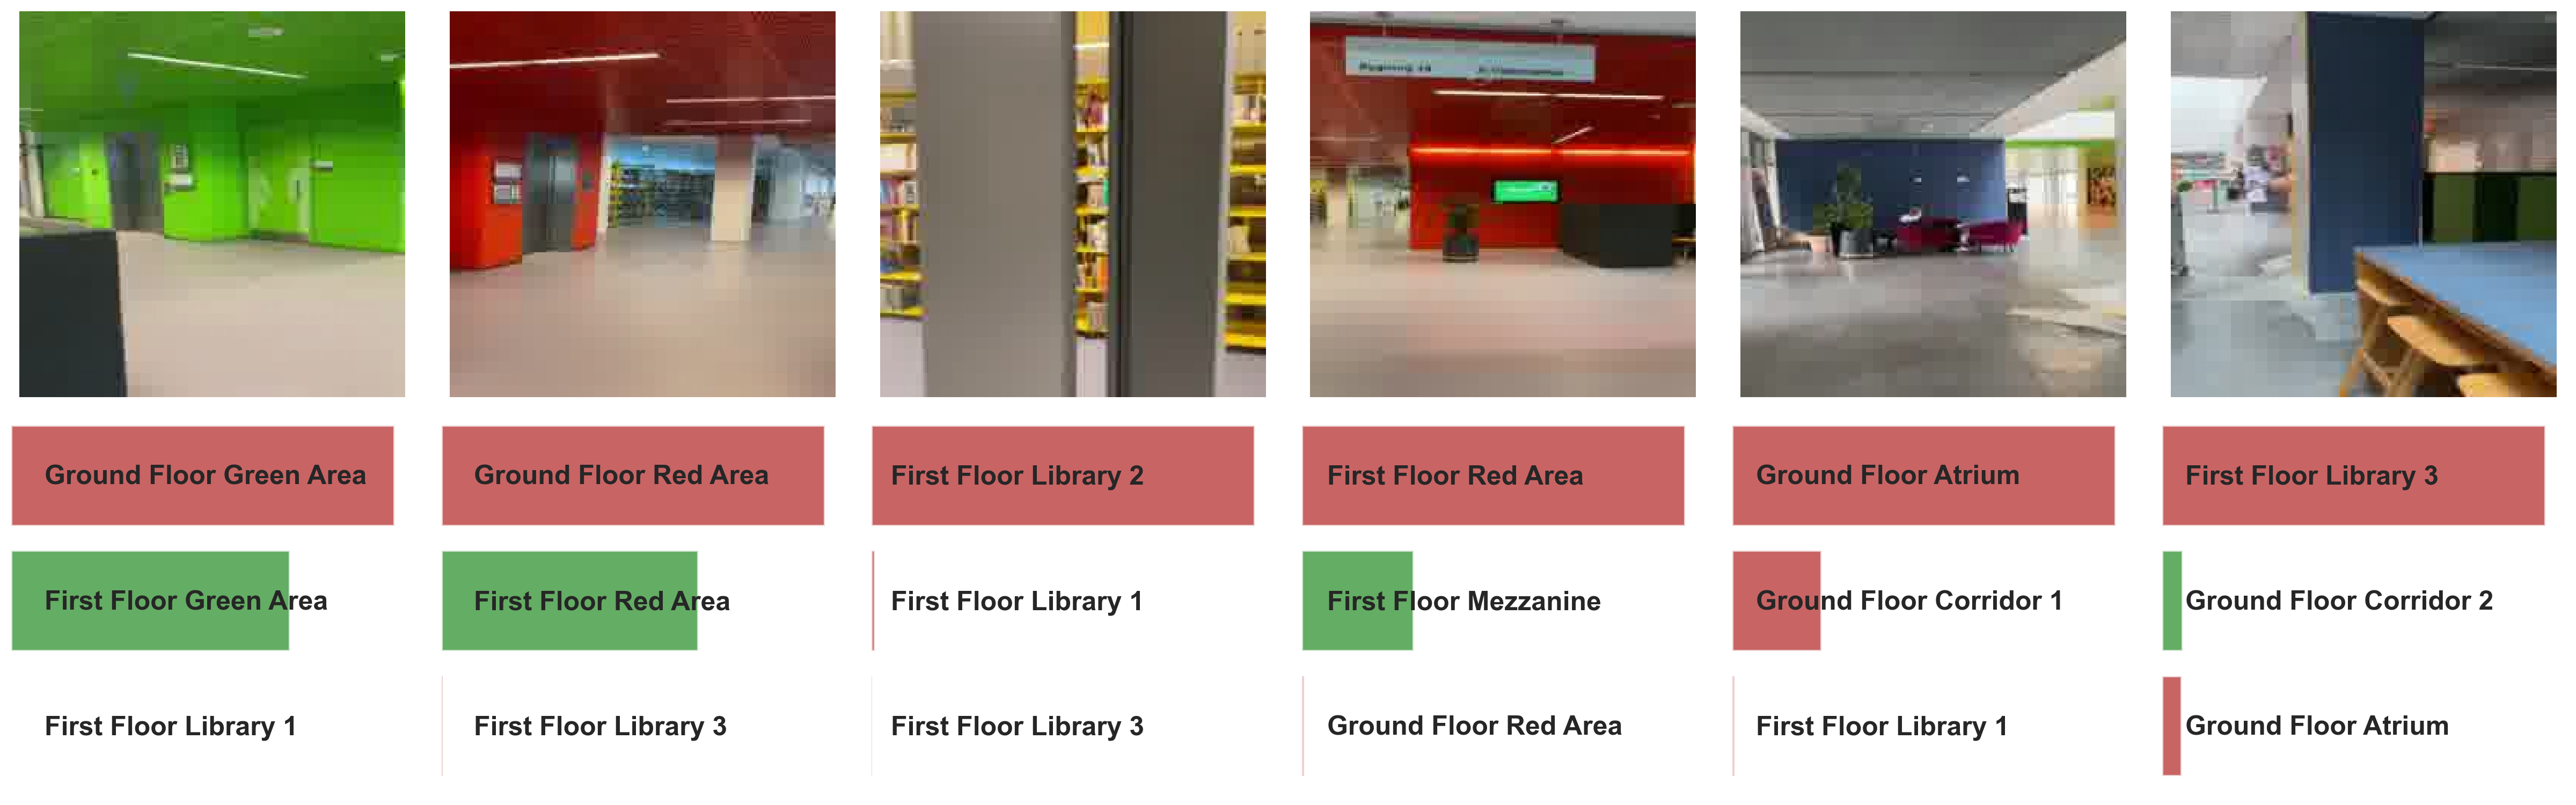 Ground Floor Green Area
Ground Floor Red Area
First Floor Library 2
First Floor Red Area
Ground Floor Atrium
First Floor Library 3
First Floor Green Area
First Floor Red Area
First Floor Library 1
First Floor Mezzanine
Ground Floor Corridor 1
Ground Floor Corridor 2
First Floor Library 1
First Floor Library 3
First Floor Library 3
Ground Floor Red Area
First Floor Library 1
Ground Floor Atrium